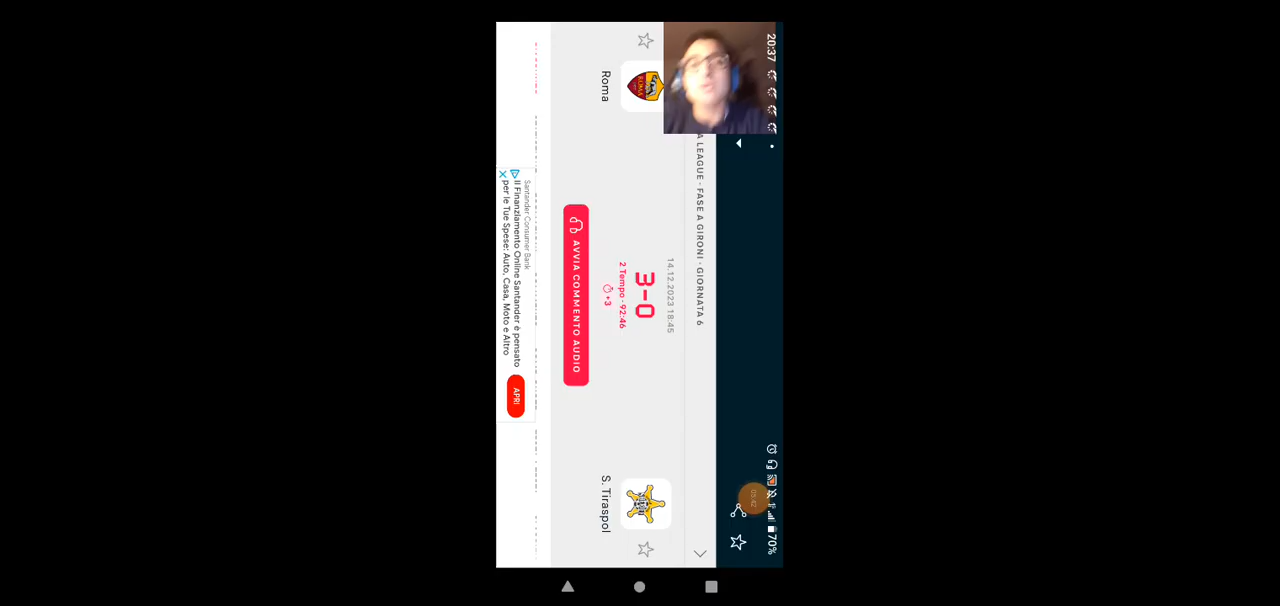 20:37
70%
05:42
A LEAGUE - FASE A GIRONI - GIORNATA 6
14.12.2023 18:45
3-0
2 Tempo - 92:46
+3
Roma
S. Tiraspol
AVVIA COMMENTO AUDIO
Santander Consumer Bank
Il Finanziamento Online Santander è pensato
per le Tue Spese: Auto, Casa, Moto e Altro
APRI